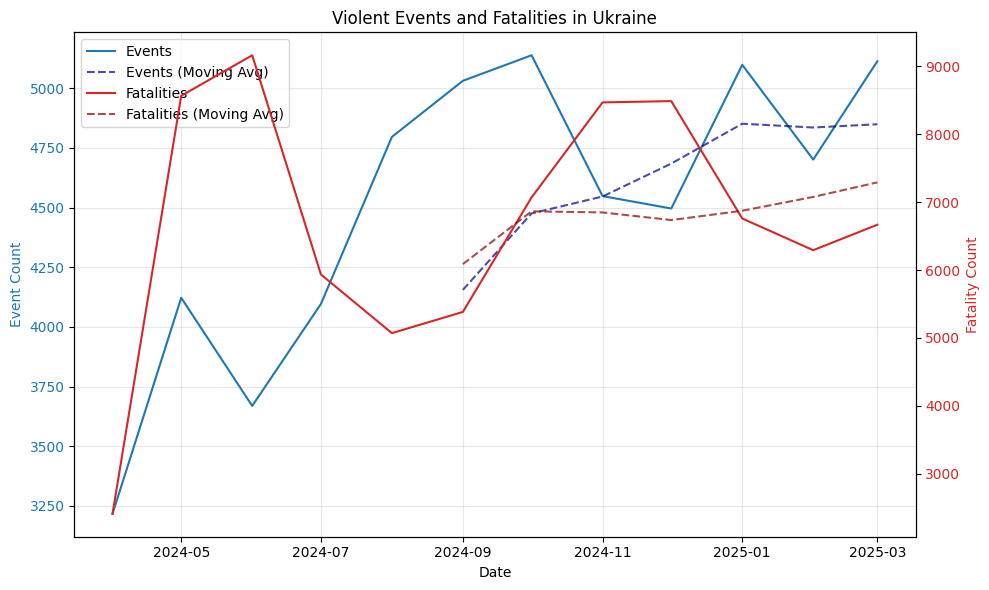 Violent Events and Fatalities in Ukraine
Events
Events (Moving Avg)
Fatalities
Fatalities (Moving Avg)
Event Count
5000
4750
4500
4250
4000
3750
3500
3250
9000
8000
7000
6000
5000
4000
3000
Fatality Count
2024-05 2024-07 2024-09 2024-11 2025-01 2025-03
Date